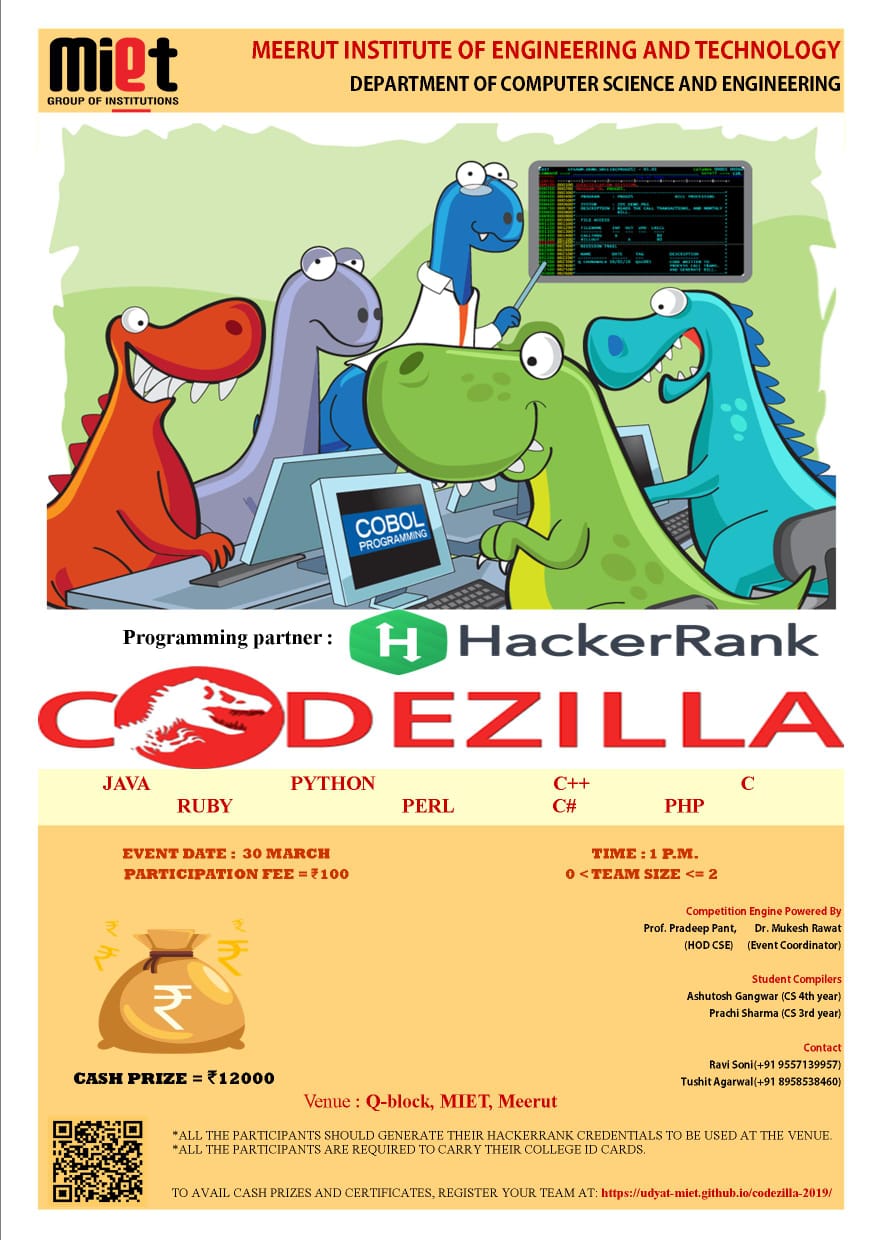 miet
GROUP OF INSTITUTIONS
MEERUT INSTITUTE OF ENGINEERING AND TECHNOLOGY
DEPARTMENT OF COMPUTER SCIENCE AND ENGINEERING
COBOL
PROGRAMMING
Programming partner :
H HackerRank
CODEZILLA
JAVA PYTHON C++ C
RUBY PERL C# PHP
EVENT DATE : 30 MARCH TIME : 1 P.M.
PARTICIPATION FEE = ₹100 0 < TEAM SIZE <= 2
Competition Engine Powered By
Prof. Pradeep Pant, Dr. Mukesh Rawat
(HOD CSE) (Event Coordinator)
Student Compilers
Ashutosh Gangwar (CS 4th year)
Prachi Sharma (CS 3rd year)
Contact
Ravi Soni(+91 9557139957)
Tushit Agarwal(+91 8958538460)
₹
CASH PRIZE = ₹12000
Venue : Q-block, MIET, Meerut
*ALL THE PARTICIPANTS SHOULD GENERATE THEIR HACKERRANK CREDENTIALS TO BE USED AT THE VENUE.
*ALL THE PARTICIPANTS ARE REQUIRED TO CARRY THEIR COLLEGE ID CARDS.
TO AVAIL CASH PRIZES AND CERTIFICATES, REGISTER YOUR TEAM AT: https://udyat-miet.github.io/codezilla-2019/